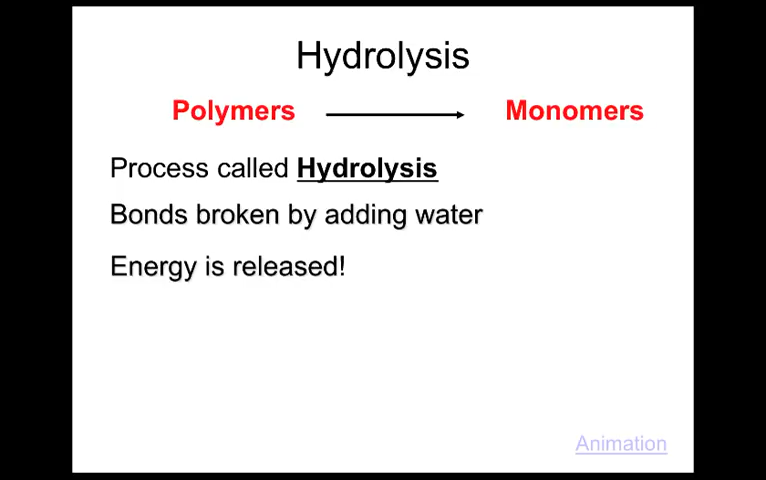 Hydrolysis
Polymers Monomers
Process called Hydrolysis
Bonds broken by adding water
Energy is released!
Animation